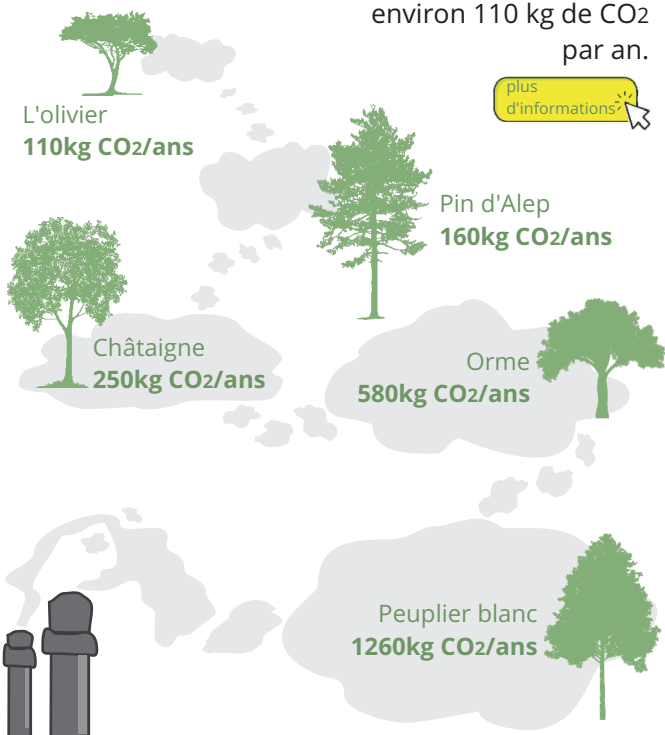 environ 110 kg de CO2
par an.
plus
d'informations
L'olivier
110kg CO2/ans
Pin d'Alep
160kg CO2/ans
Châtaigne
250kg CO2/ans
Orme
580kg CO2/ans
Peuplier blanc
1260kg CO2/ans